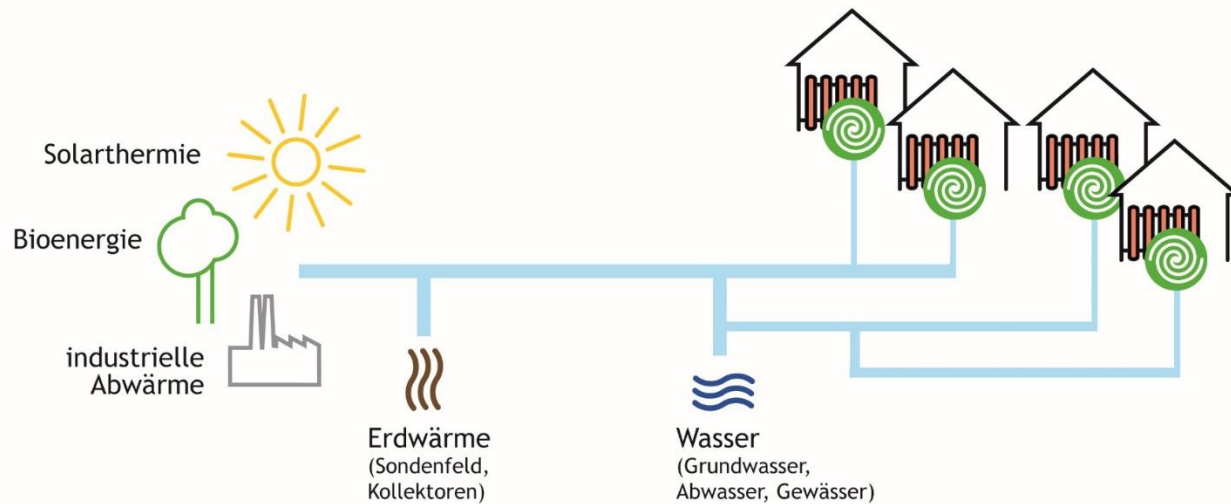 Solarthermie
Bioenergie
industrielle
Abwärme
Erdwärme
(Sondenfeld,
Kollektoren)
Wasser
(Grundwasser,
Abwasser, Gewässer)